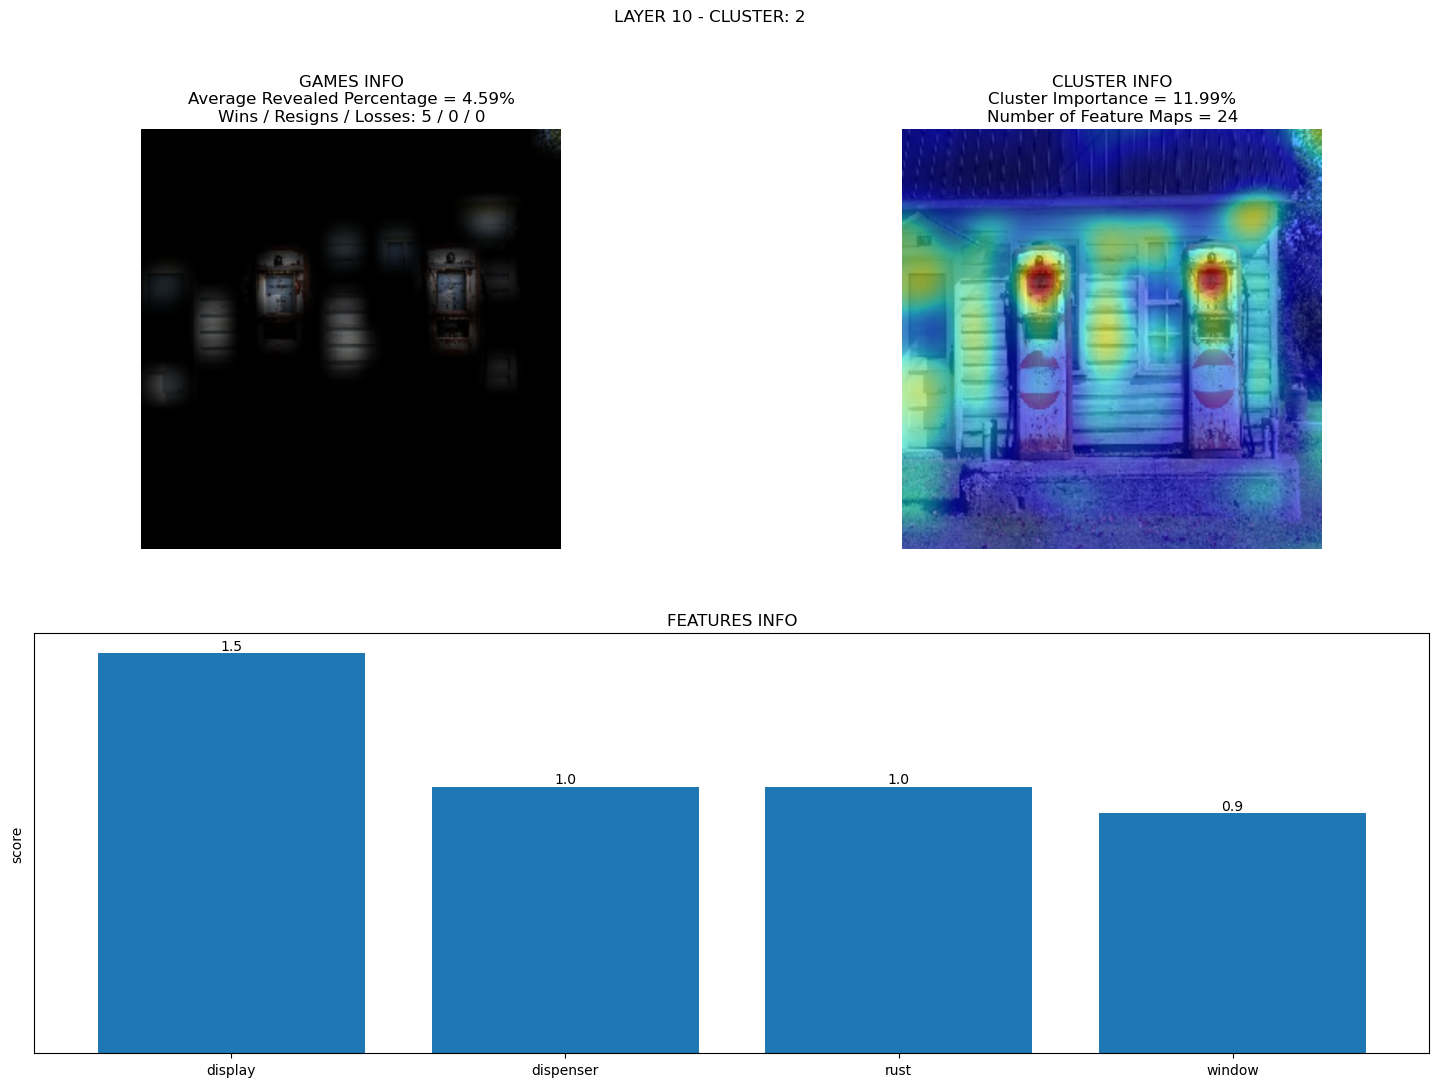 LAYER 10 - CLUSTER: 2
GAMES INFO
Average Revealed Percentage = 4.59%
Wins / Resigns / Losses: 5 / 0 / 0
CLUSTER INFO
Cluster Importance = 11.99%
Number of Feature Maps = 24
FEATURES INFO
score
1.5
1.0
1.0
0.9
display
dispenser
rust
window